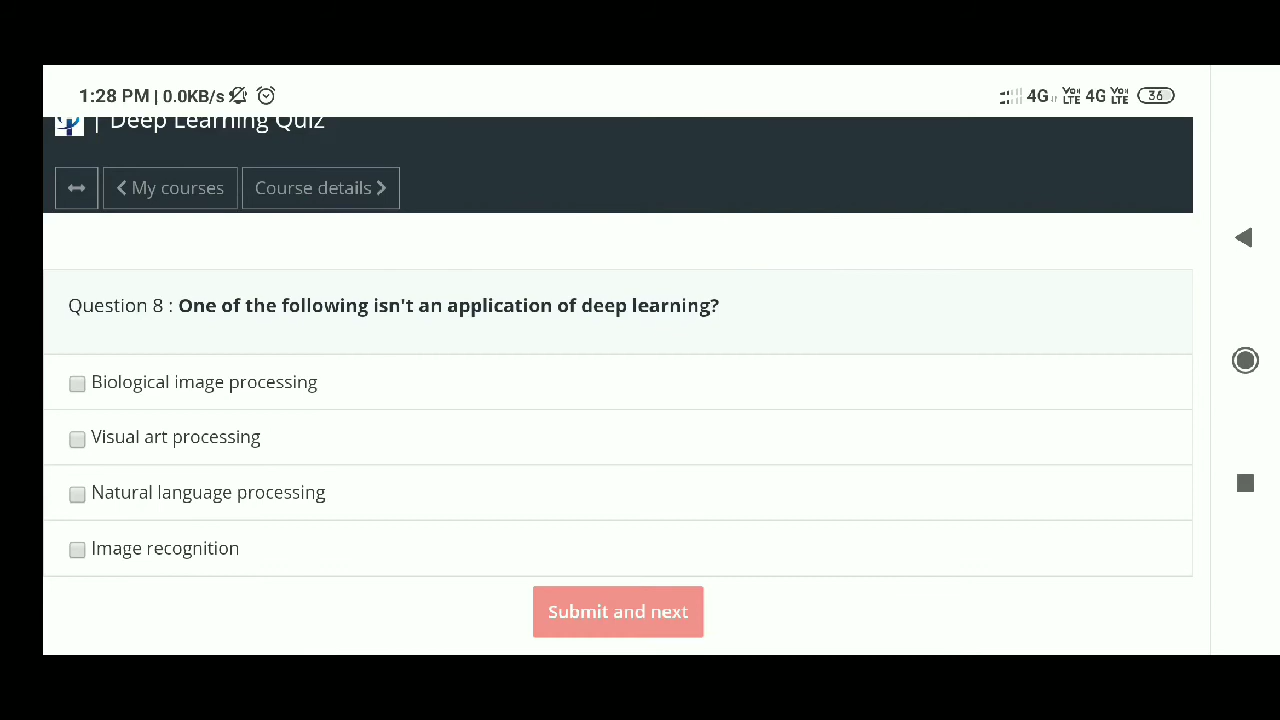 1:28 PM | 0.0KB/s 4G VoLTE 4G VoLTE 36
| Deep Learning Quiz
My courses Course details
Question 8 : One of the following isn't an application of deep learning?
Biological image processing
Visual art processing
Natural language processing
Image recognition
Submit and next